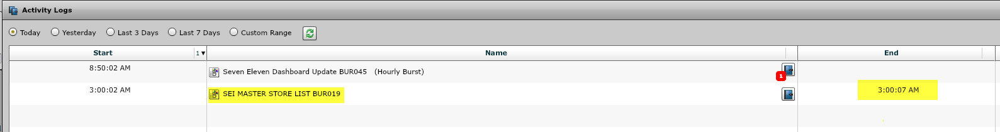 Activity Logs
Today Yesterday Last 3 Days Last 7 Days Custom Range
Start 1 Name End
8:50:02 AM Seven Eleven Dashboard Update BUR045 (Hourly Burst) 1
3:00:02 AM SEI MASTER STORE LIST BUR019 3:00:07 AM